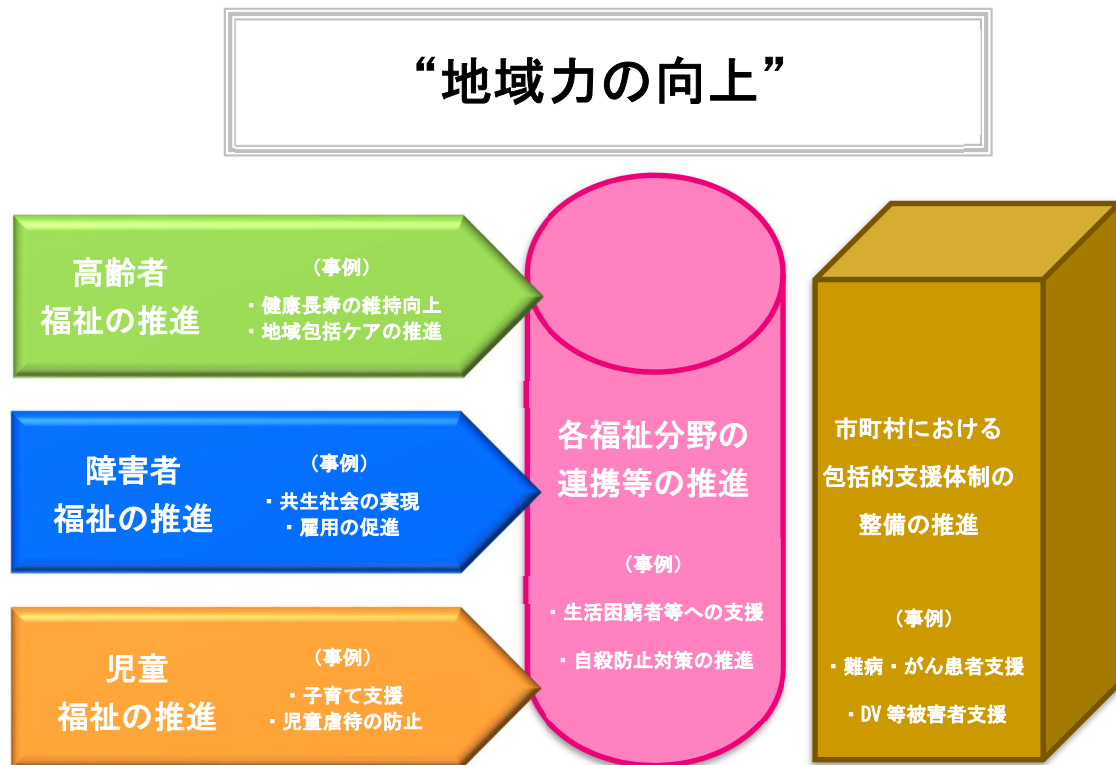 “地域力の向上”
高齢者
福祉の推進
（事例）
・健康長寿の維持向上
・地域包括ケアの推進
障害者
福祉の推進
（事例）
・共生社会の実現
・雇用の促進
児童
福祉の推進
（事例）
・子育て支援
・児童虐待の防止
各福祉分野の
連携等の推進
（事例）
・生活困窮者等への支援
・自殺防止対策の推進
市町村における
包括的支援体制の
整備の推進
（事例）
・難病・がん患者支援
・DV 等被害者支援